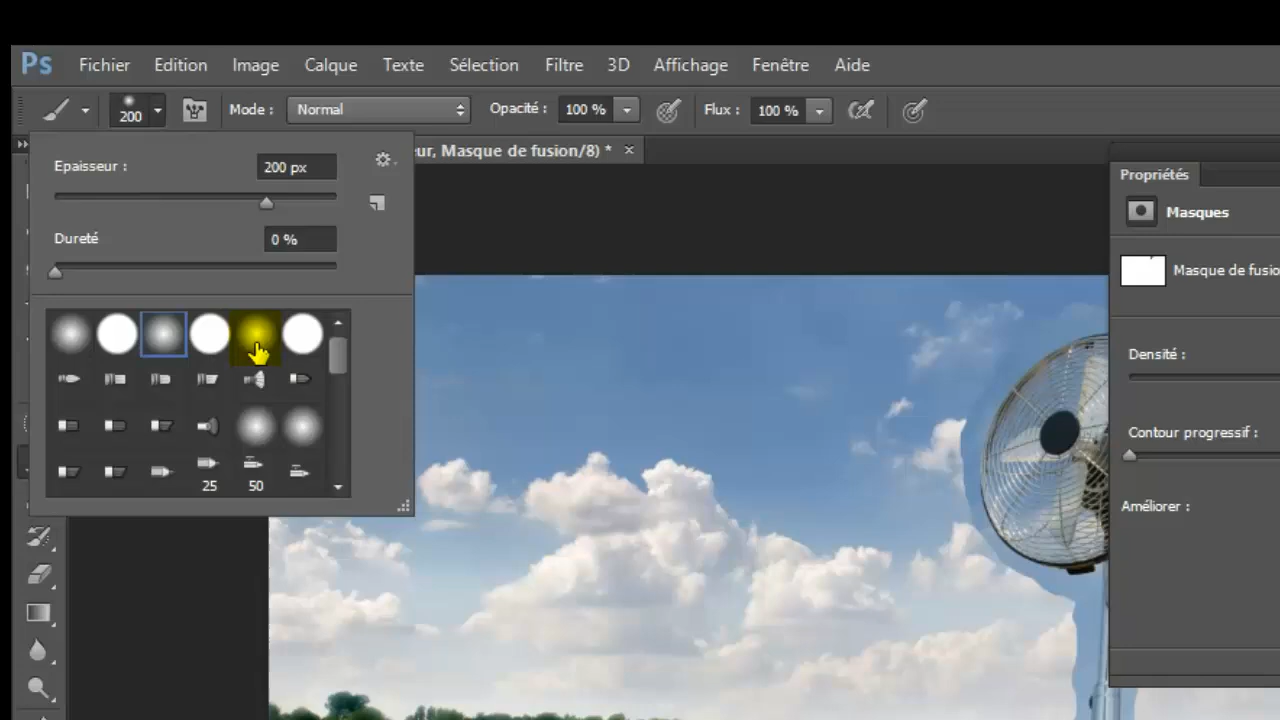 Ps Fichier Edition Image Calque Texte Sélection Filtre 3D Affichage Fenêtre Aide
200 Mode : Normal Opacité : 100 % Flux : 100 %
eur, Masque de fusion/8) * ×
Epaisseur : 200 px
Dureté 0 %
25 50
Propriétés
Masques
Masque de fusio
Densité :
Contour progressif :
Améliorer :